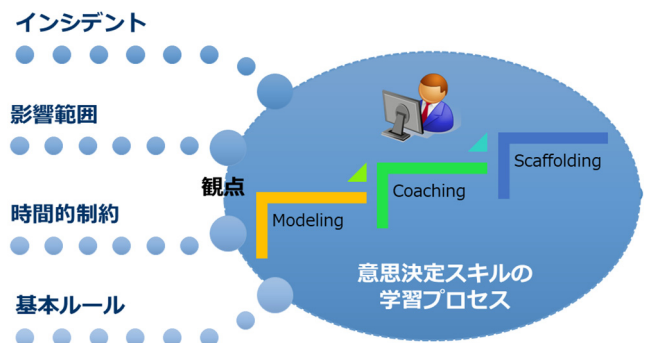 インシデント
影響範囲
時間的制約
基本ルール
観点
Modeling
Coaching
Scaffolding
意思決定スキルの
学習プロセス